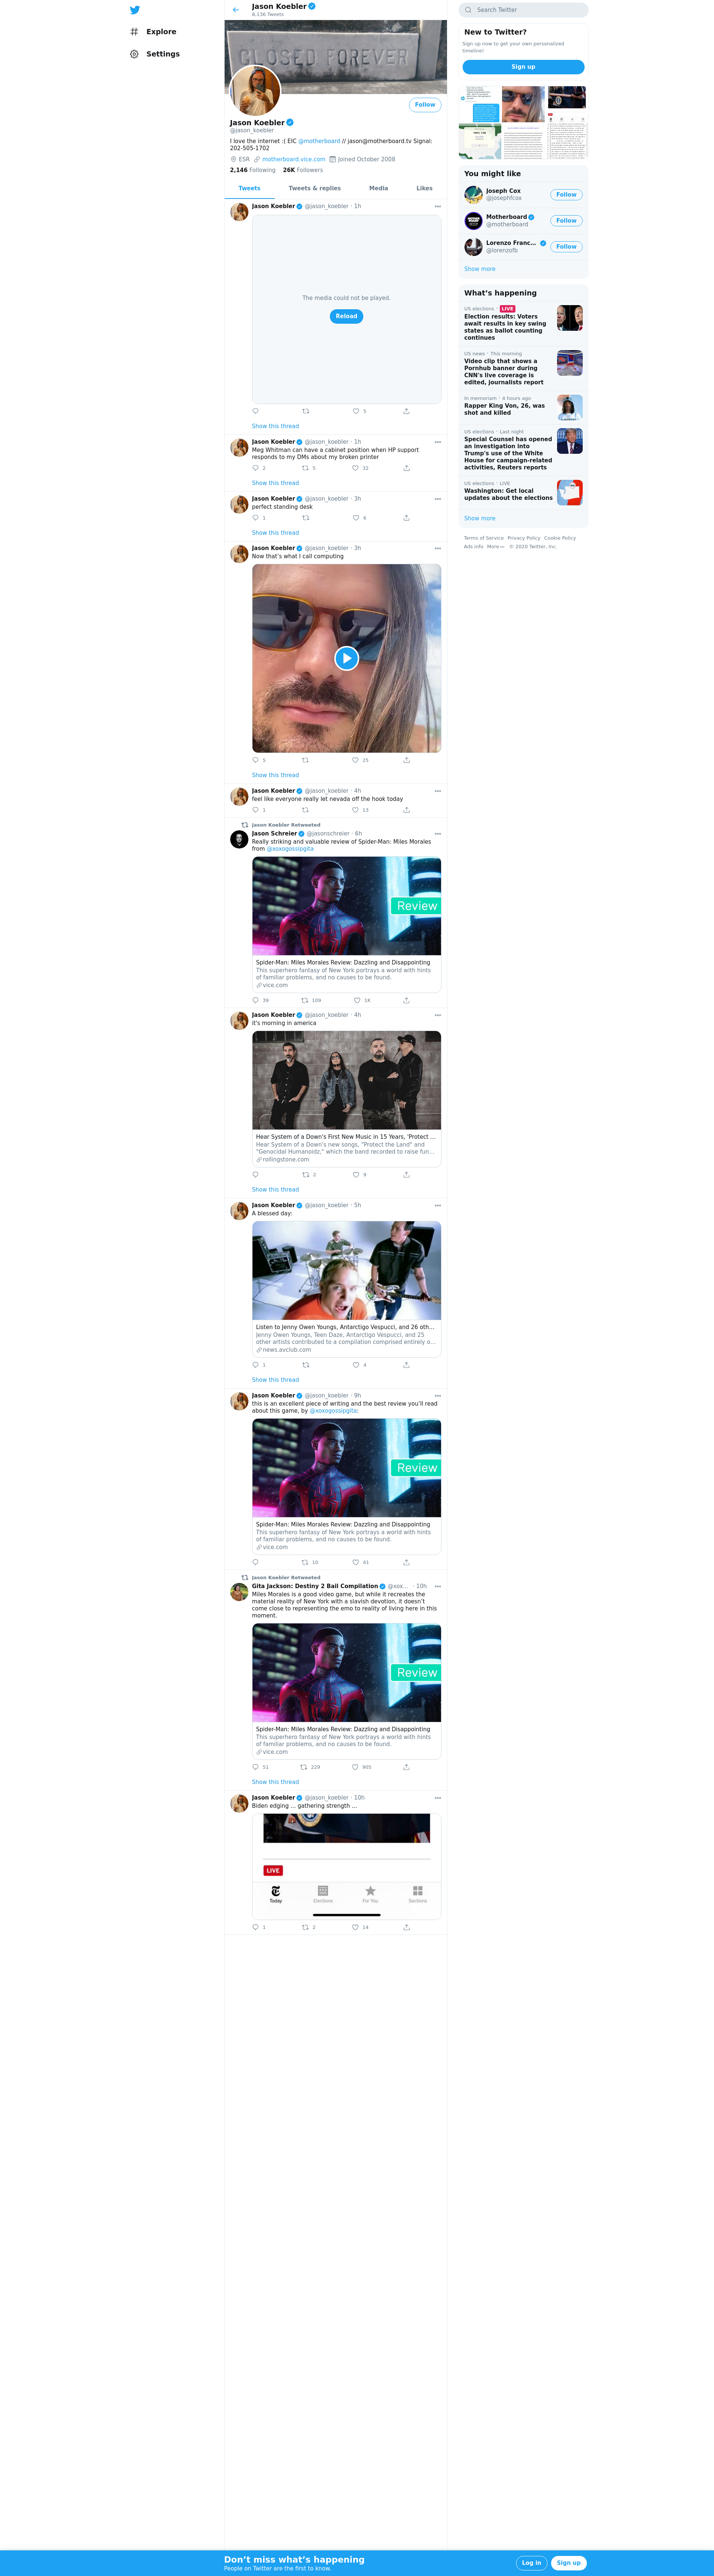 Explore
Settings
Jason Koebler
6,136 Tweets
CLOSED FOREVER
Follow
Jason Koebler
@jason_koebler
I love the internet :( EIC @motherboard // jason@motherboard.tv Signal:
202-505-1702
ESR motherboard.vice.com Joined October 2008
2,146 Following 26K Followers
Tweets Tweets & replies Media Likes
Jason Koebler @jason_koebler · 1h
The media could not be played.
Reload
5
Show this thread
Jason Koebler @jason_koebler · 1h
Meg Whitman can have a cabinet position when HP support
responds to my DMs about my broken printer
2 5 32
Show this thread
Jason Koebler @jason_koebler · 3h
perfect standing desk
1 6
Show this thread
Jason Koebler @jason_koebler · 3h
Now that's what I call computing
5 25
Show this thread
Jason Koebler @jason_koebler · 4h
feel like everyone really let nevada off the hook today
1 13
Jason Koebler Retweeted
Jason Schreier @jasonschreier · 6h
Really striking and valuable review of Spider-Man: Miles Morales
from @xoxogossipgita
Review
Spider-Man: Miles Morales Review: Dazzling and Disappointing
This superhero fantasy of New York portrays a world with hints
of familiar problems, and no causes to be found.
vice.com
39 109 1K
Jason Koebler @jason_koebler · 4h
it's morning in america
Hear System of a Down's First New Music in 15 Years, 'Protect ...
Hear System of a Down's new songs, "Protect the Land" and
"Genocidal Humanoidz," which the band recorded to raise fun...
rollingstone.com
2 9
Show this thread
Jason Koebler @jason_koebler · 5h
A blessed day:
Listen to Jenny Owen Youngs, Antarctigo Vespucci, and 26 oth...
Jenny Owen Youngs, Teen Daze, Antarctigo Vespucci, and 25
other artists contributed to a compilation comprised entirely o...
news.avclub.com
1 4
Show this thread
Jason Koebler @jason_koebler · 9h
this is an excellent piece of writing and the best review you'll read
about this game, by @xoxogossipgita:
Review
Spider-Man: Miles Morales Review: Dazzling and Disappointing
This superhero fantasy of New York portrays a world with hints
of familiar problems, and no causes to be found.
vice.com
10 61
Jason Koebler Retweeted
Gita Jackson: Destiny 2 Bail Compilation @xox... · 10h
Miles Morales is a good video game, but while it recreates the
material reality of New York with a slavish devotion, it doesn't
come close to representing the emo to reality of living here in this
moment.
Review
Spider-Man: Miles Morales Review: Dazzling and Disappointing
This superhero fantasy of New York portrays a world with hints
of familiar problems, and no causes to be found.
vice.com
51 229 905
Show this thread
Jason Koebler @jason_koebler · 10h
Biden edging ... gathering strength ...
LIVE
Today Elections For You Sections
1 2 14
Search Twitter
New to Twitter?
Sign up now to get your own personalized
timeline!
Sign up
You might like
Joseph Cox
@josephfcox
Follow
Motherboard
@motherboard
Follow
Lorenzo Franc...
@lorenzofb
Follow
Show more
What's happening
US elections · LIVE
Election results: Voters
await results in key swing
states as ballot counting
continues
US news · This morning
Video clip that shows a
Pornhub banner during
CNN's live coverage is
edited, journalists report
In memoriam · 6 hours ago
Rapper King Von, 26, was
shot and killed
US elections · Last night
Special Counsel has opened
an investigation into
Trump's use of the White
House for campaign-related
activities, Reuters reports
US elections · LIVE
Washington: Get local
updates about the elections
Show more
Terms of Service Privacy Policy Cookie Policy
Ads info More © 2020 Twitter, Inc.
Don't miss what's happening
People on Twitter are the first to know.
Log in Sign up